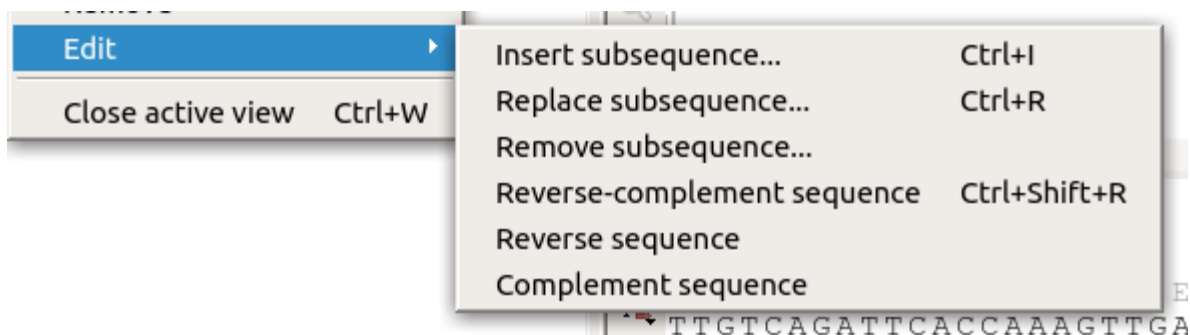 Remove
Edit
Close active view Ctrl+W
Insert subsequence... Ctrl+I
Replace subsequence... Ctrl+R
Remove subsequence...
Reverse-complement sequence Ctrl+Shift+R
Reverse sequence
Complement sequence
E
TTGTCAGATTCACCAAAGTTGA